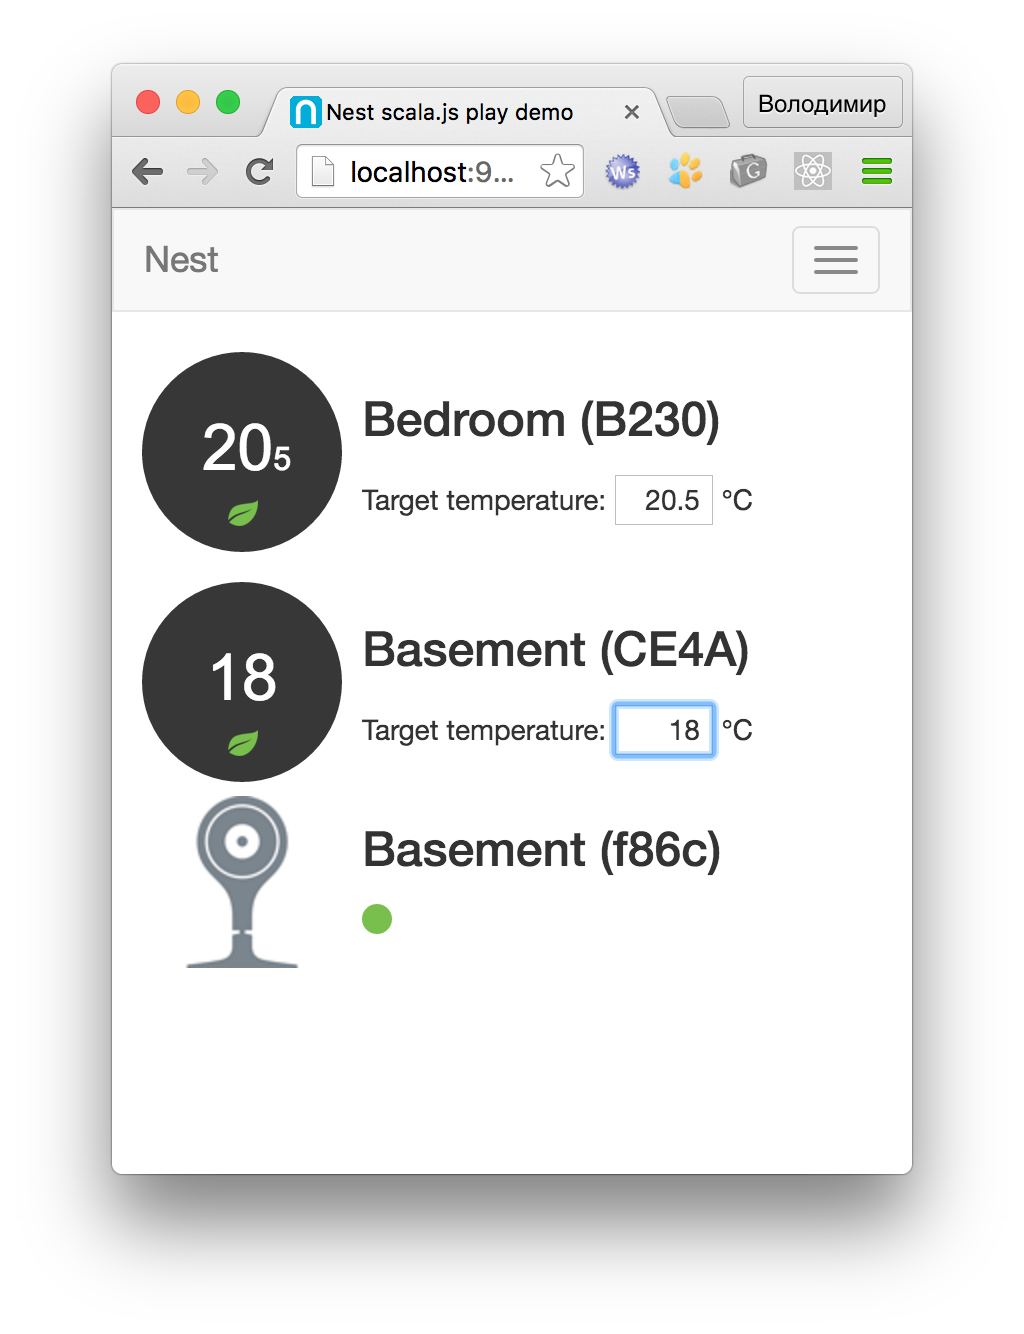 Nest scala.js play demo
Володимир
localhost:9...
Ws
G
Nest
205
Bedroom (B230)
Target temperature: 20.5 °C
18
Basement (CE4A)
Target temperature: 18 °C
Basement (f86c)